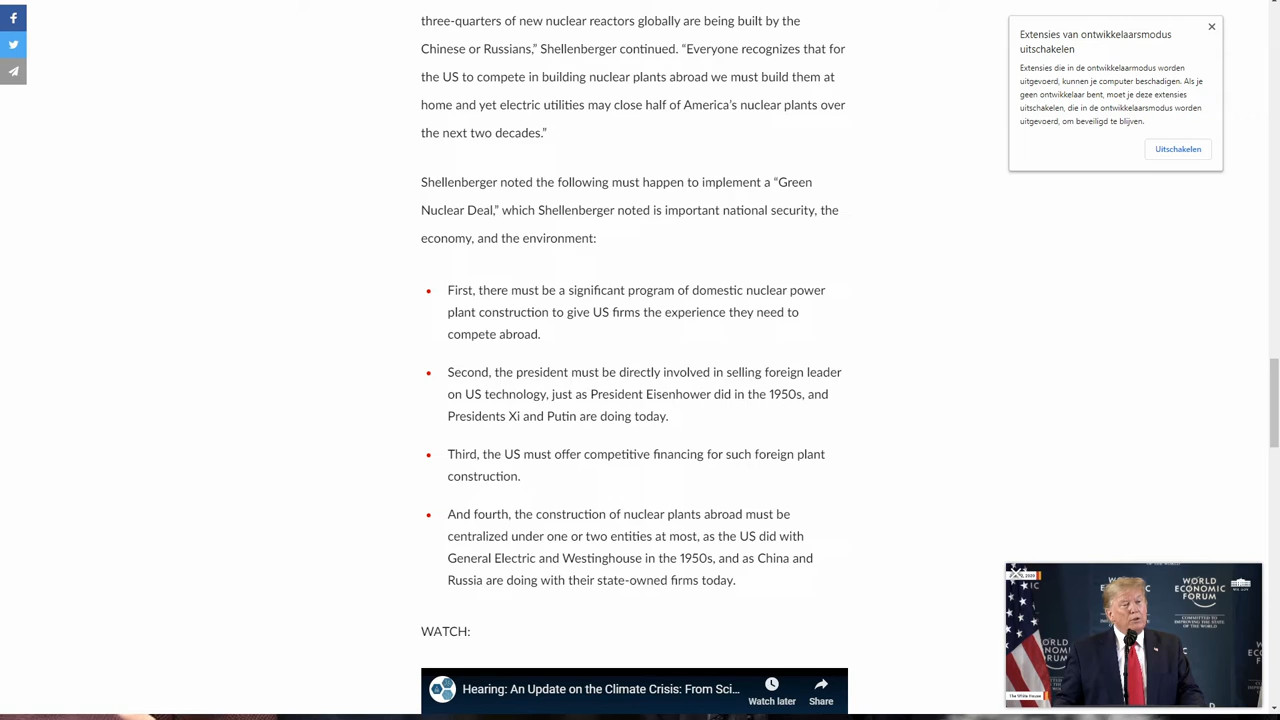 three-quarters of new nuclear reactors globally are being built by the
Chinese or Russians,” Shellenberger continued. “Everyone recognizes that for
the US to compete in building nuclear plants abroad we must build them at
home and yet electric utilities may close half of America’s nuclear plants over
the next two decades.”
Shellenberger noted the following must happen to implement a “Green
Nuclear Deal,” which Shellenberger noted is important national security, the
economy, and the environment:
First, there must be a significant program of domestic nuclear power
plant construction to give US firms the experience they need to
compete abroad.
Second, the president must be directly involved in selling foreign leader
on US technology, just as President Eisenhower did in the 1950s, and
Presidents Xi and Putin are doing today.
Third, the US must offer competitive financing for such foreign plant
construction.
And fourth, the construction of nuclear plants abroad must be
centralized under one or two entities at most, as the US did with
General Electric and Westinghouse in the 1950s, and as China and
Russia are doing with their state-owned firms today.
WATCH:
Hearing: An Update on the Climate Crisis: From Sci...
Watch later
Share
Extensies van ontwikkelaarsmodus
uitschakelen
Extensies die in de ontwikkelaarmodus worden
uitgevoerd, kunnen je computer beschadigen. Als je
geen ontwikkelaar bent, moet je deze extensies
uitschakelen, die in de ontwikkelaarsmodus worden
uitgevoerd, om beveiligd te blijven.
Uitschakelen
WORLD
ECONOMIC
FORUM
COMMITTED TO
IMPROVING THE STATE
OF THE WORLD
The White House